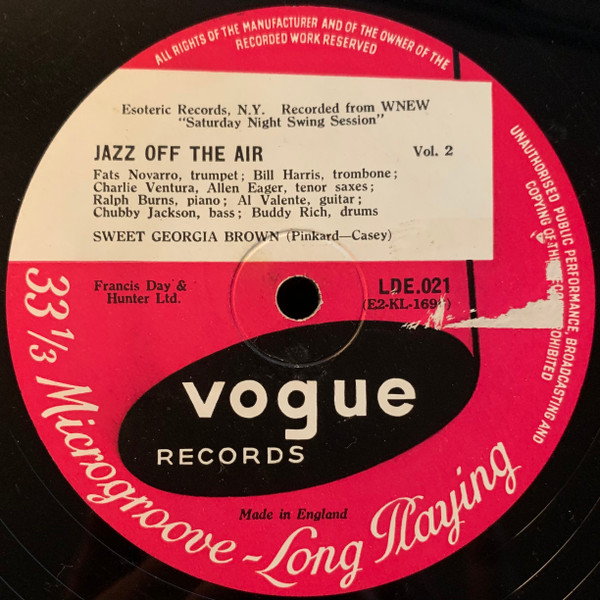 ALL RIGHTS OF THE MANUFACTURER AND OF THE OWNER OF THE
RECORDED WORK RESERVED
Esoteric Records, N.Y. Recorded from WNEW
"Saturday Night Swing Session"
JAZZ OFF THE AIR Vol. 2
Fats Novarro, trumpet; Bill Harris, trombone;
Charlie Ventura, Allen Eager, tenor saxes;
Ralph Burns, piano; Al Valente, guitar;
Chubby Jackson, bass; Buddy Rich, drums
SWEET GEORGIA BROWN (Pinkard—Casey)
Francis Day &
Hunter Ltd.
LDE.021
UNAUTHORISED PUBLIC PERFORMANCE, BROADCASTING AND
COPYING OF
vogue
RECORDS
Made in England
33 1/3 Microgroove - Long Playing